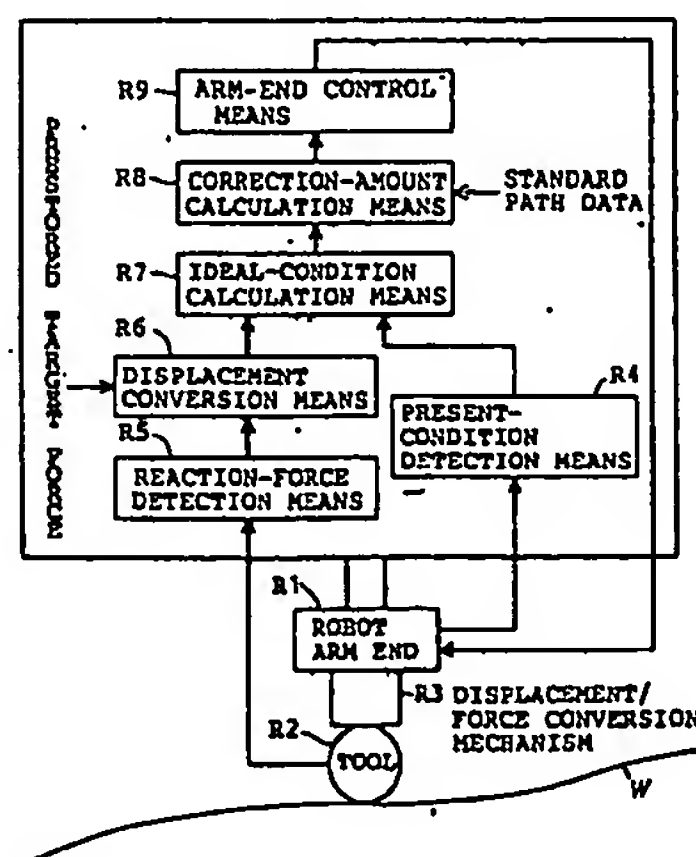 R9
ARM-END CONTROL
MEANS
R8
CORRECTION-AMOUNT
CALCULATION MEANS
STANDARD
PATH DATA
R7
IDEAL-CONDITION
CALCULATION MEANS
R6
DISPLACEMENT
CONVERSION MEANS
R4
PRESENT-
CONDITION
DETECTION MEANS
R5
REACTION-FORCE
DETECTION MEANS
R1
ROBOT
ARM END
R3 DISPLACEMENT/
FORCE CONVERSION
MECHANISM
R2
TOOL
W